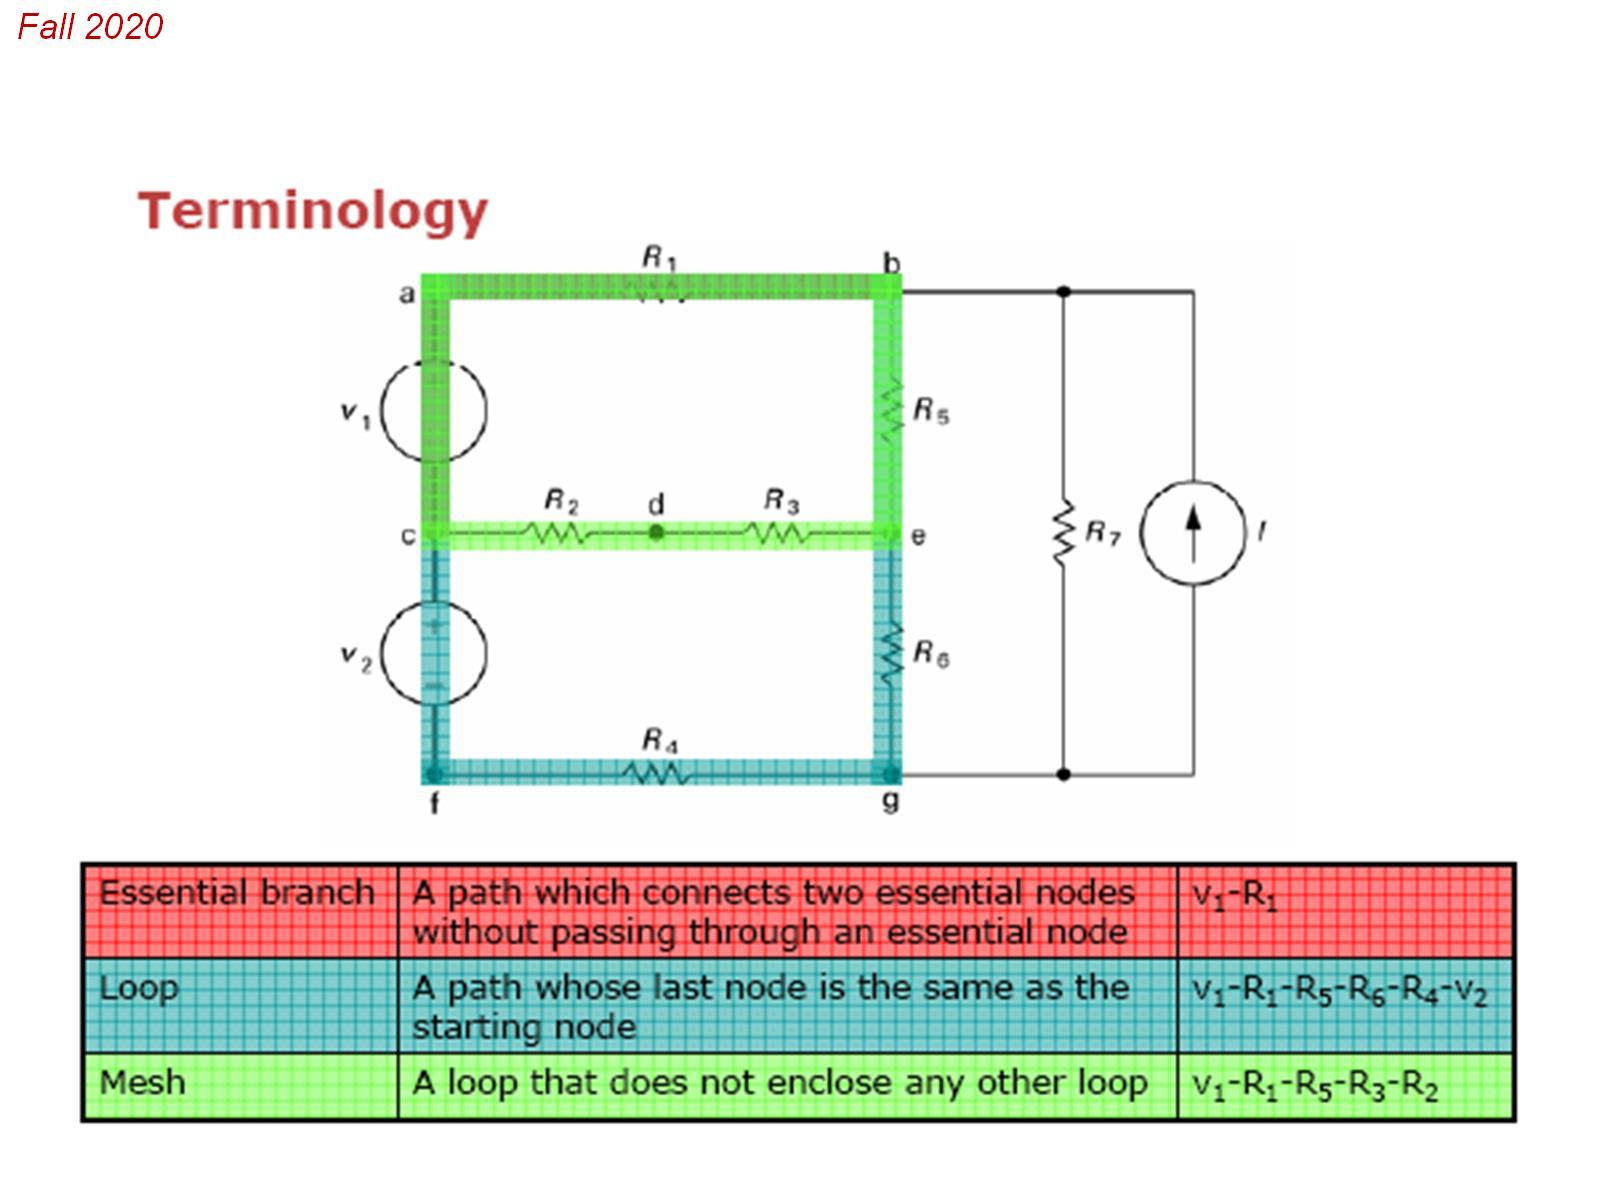 Fall 2020
Terminology
R1
b
a
v1
R5
R2
d
R3
c
e
R7
I
v2
R6
R4
f
g
Essential branch
A path which connects two essential nodes
without passing through an essential node
v1-R1
Loop
A path whose last node is the same as the
starting node
v1-R1-R5-R6-R4-v2
Mesh
A loop that does not enclose any other loop
v1-R1-R5-R3-R2